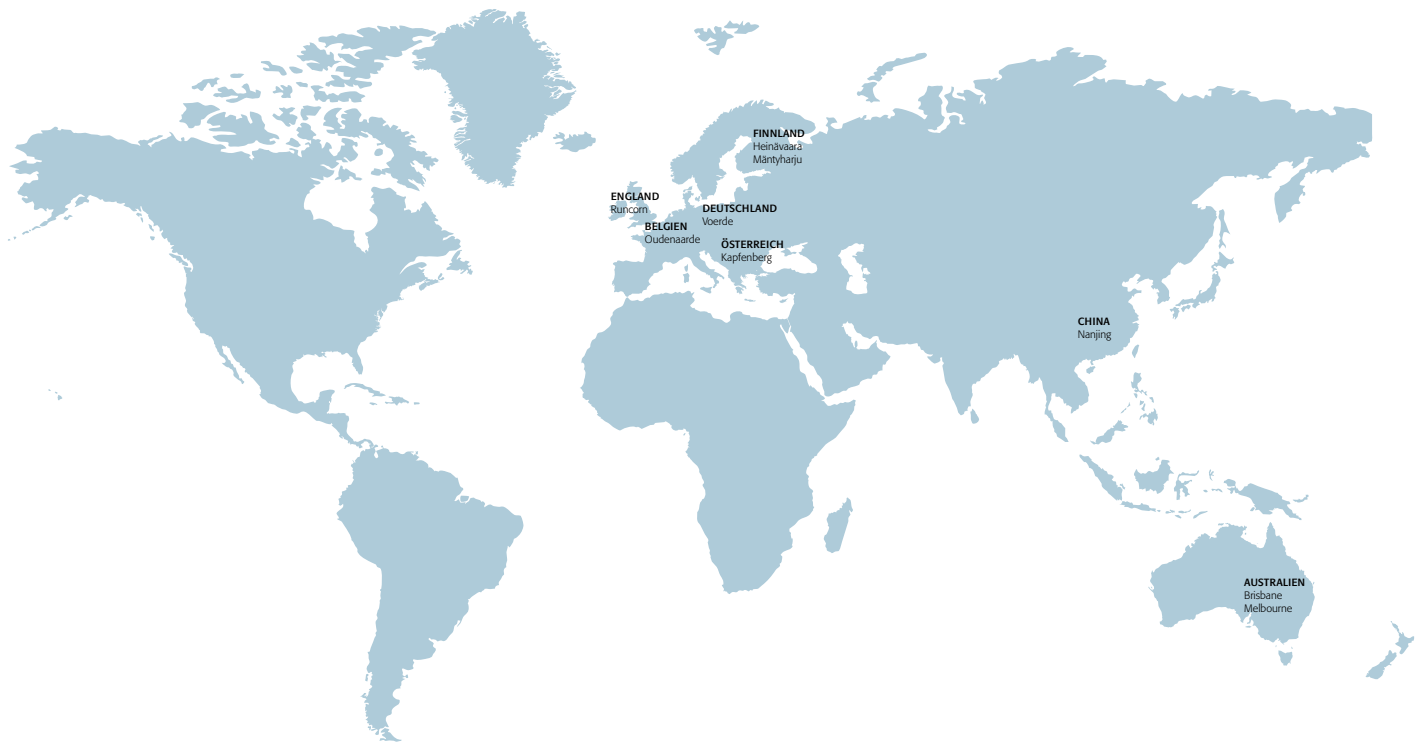 FINNLAND
Heinävaara
Mäntyharju
ENGLAND
Runcorn
DEUTSCHLAND
Voerde
BELGIEN
Oudenaarde
ÖSTERREICH
Kapfenberg
CHINA
Nanjing
AUSTRALIEN
Brisbane
Melbourne